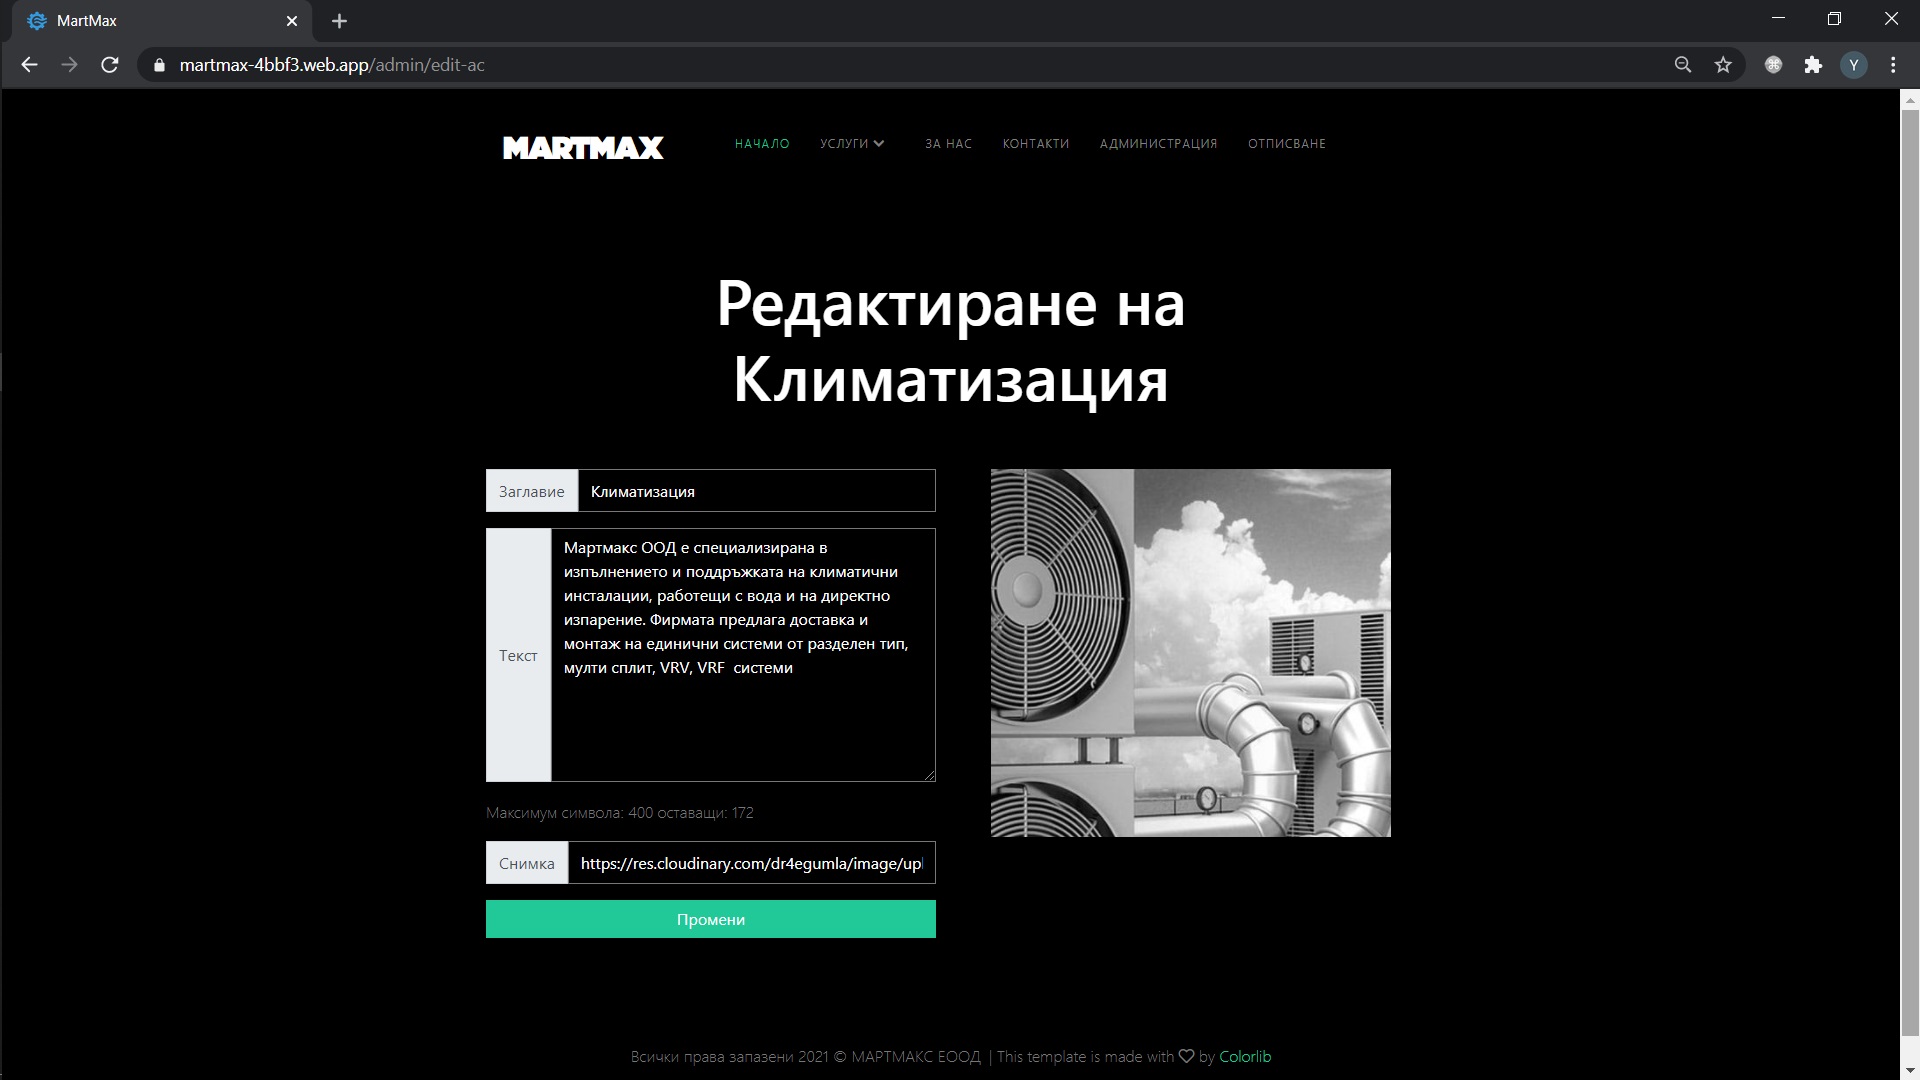 MartMax
martmax-4bbf3.web.app/admin/edit-ac
Y
MARTMAX
НАЧАЛО
УСЛУГИ
ЗА НАС
КОНТАКТИ
АДМИНИСТРАЦИЯ
ОТПИСВАНЕ
Редактиране на
Климатизация
Заглавие
Климатизация
Текст
Мартмакс ООД е специализирана в
изпълнението и поддръжката на климатични
инсталации, работещи с вода и на директно
изпарение. Фирмата предлага доставка и
монтаж на единични системи от разделен тип,
мулти сплит, VRV, VRF  системи
Максимум символа: 400 оставащи: 172
Снимка
https://res.cloudinary.com/dr4egumla/image/up
Промени
Всички права запазени 2021 © МАРТМАКС ЕООД | This template is made with ♡ by Colorlib